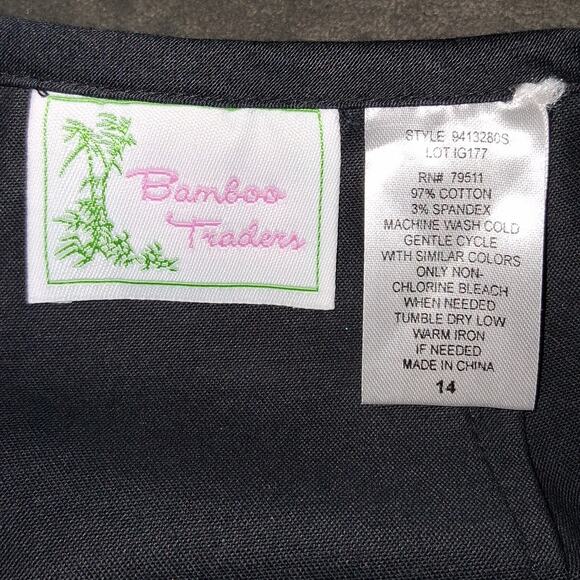 Bamboo
Traders
STYLE 9413280S
LOT IG177
RN# 79511
97% COTTON
3% SPANDEX
MACHINE WASH COLD
GENTLE CYCLE
WITH SIMILAR COLORS
ONLY NON-
CHLORINE BLEACH
WHEN NEEDED
TUMBLE DRY LOW
WARM IRON
IF NEEDED
MADE IN CHINA
14